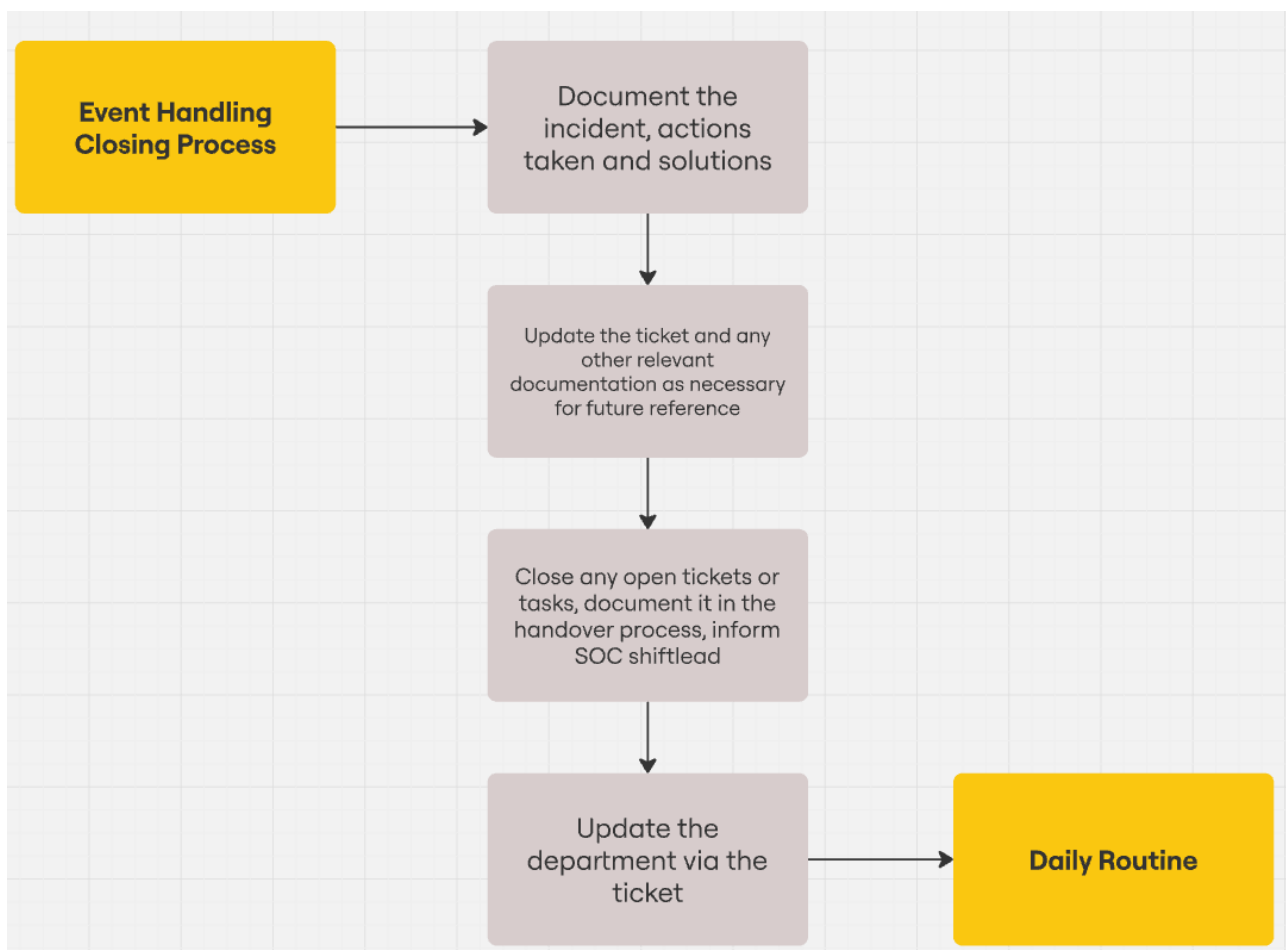 Event Handling
Closing Process
Document the
incident, actions
taken and solutions
Update the ticket and any
other relevant
documentation as necessary
for future reference
Close any open tickets or
tasks, document it in the
handover process, inform
SOC shiftlead
Update the
department via the
ticket
Daily Routine